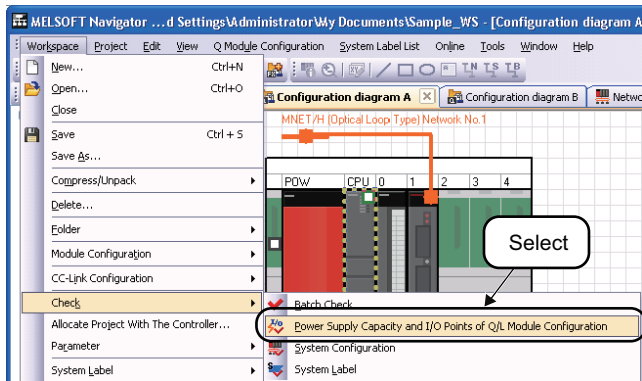 MELSOFT Navigator ...d Settings\Administrator\My Documents\Sample_WS - [Configuration diagram A
Workspace Project Edit View Q Module Configuration System Label List Online Tools Window Help
New... Ctrl+N
Open... Ctrl+O
Close
Save Ctrl + S
Save As...
Compress/Unpack
Delete...
Folder
Module Configuration
CC-Link Configuration
Check
Allocate Project With The Controller...
Parameter
System Label
TN TS TB
Configuration diagram A Configuration diagram B Netwo
MNET/H (Optical Loop Type) Network No.1
POW CPU 0 1 2 3 4
Select
Batch Check
Power Supply Capacity and I/O Points of Q/L Module Configuration
System Configuration
System Label